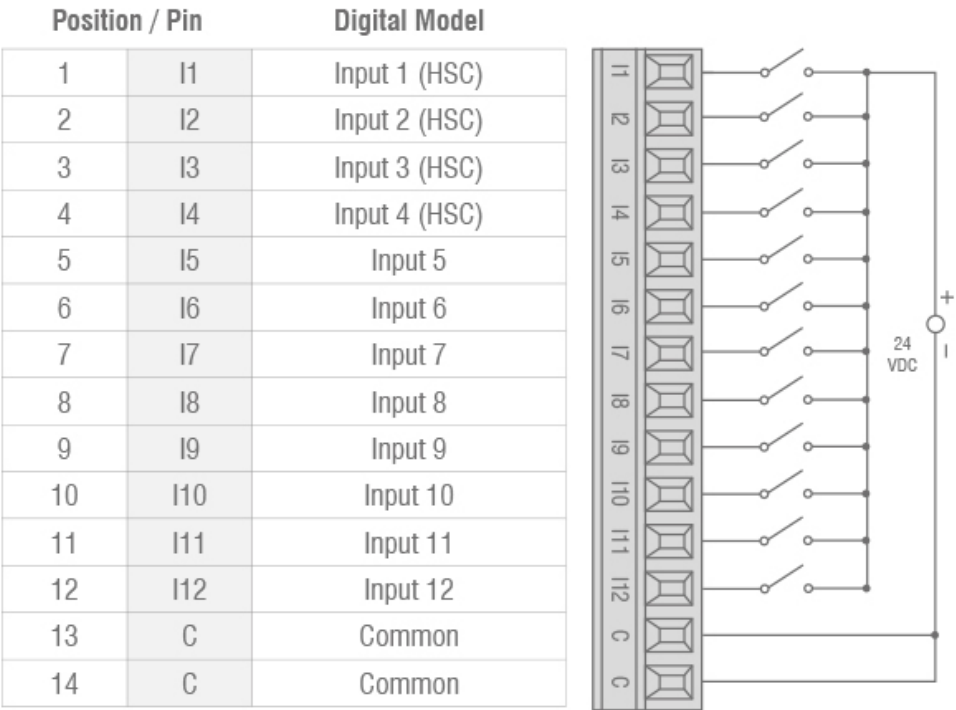 Position / Pin Digital Model
1 I1 Input 1 (HSC)
2 I2 Input 2 (HSC)
3 I3 Input 3 (HSC)
4 I4 Input 4 (HSC)
5 I5 Input 5
6 I6 Input 6
7 I7 Input 7
8 I8 Input 8
9 I9 Input 9
10 I10 Input 10
11 I11 Input 11
12 I12 Input 12
13 C Common
14 C Common
I1
I2
I3
I4
I5
I6
I7
I8
I9
I10
I11
I12
C
C
+
24
VDC
–